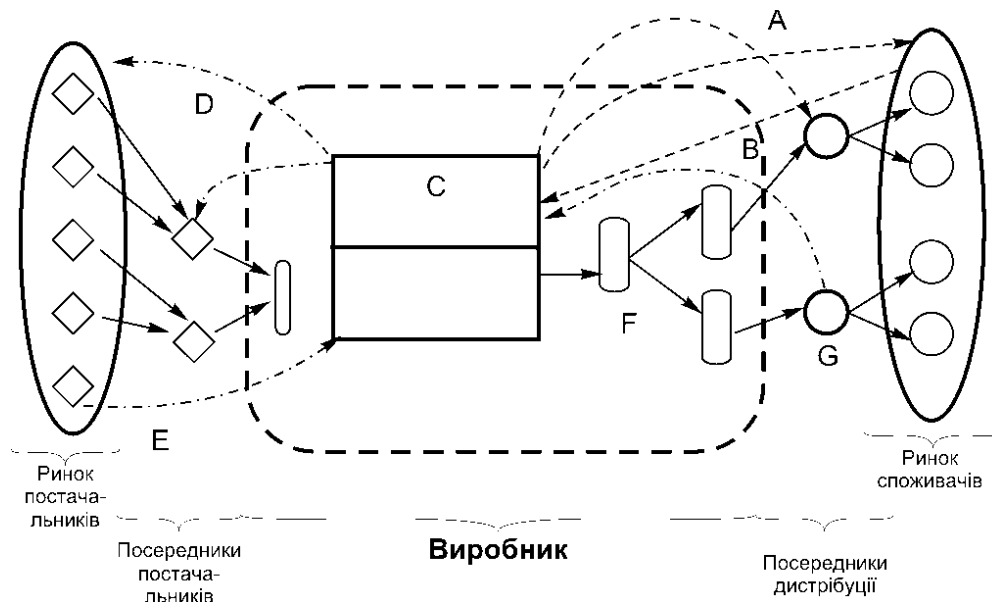 A
D
B
C
F
G
E
Ринок
постача-
льників
Ринок
споживачів
Посередники
постача-
льників
Виробник
Посередники
дистрібуції